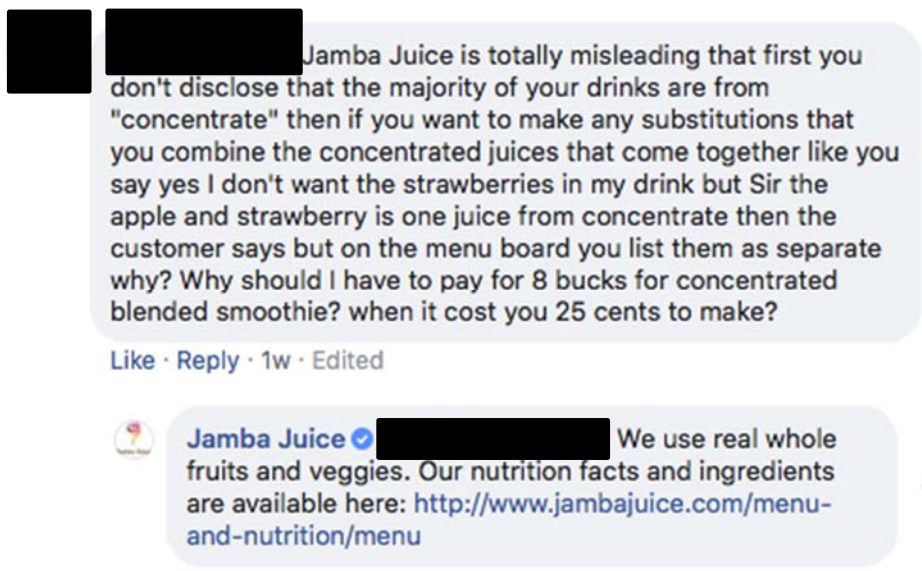 Jamba Juice is totally misleading that first you
don't disclose that the majority of your drinks are from
"concentrate" then if you want to make any substitutions that
you combine the concentrated juices that come together like you
say yes I don't want the strawberries in my drink but Sir the
apple and strawberry is one juice from concentrate then the
customer says but on the menu board you list them as separate
why? Why should I have to pay for 8 bucks for concentrated
blended smoothie? when it cost you 25 cents to make?
Like · Reply · 1w · Edited
Jamba Juice We use real whole
fruits and veggies. Our nutrition facts and ingredients
are available here: http://www.jambajuice.com/menu-
and-nutrition/menu